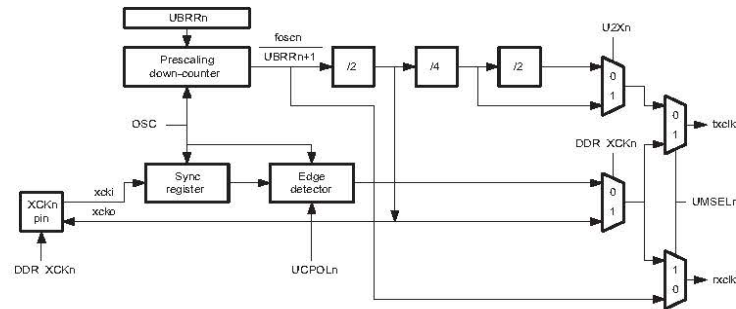 UBRRn
foscn
UBRRn+1
U2Xn
Prescaling
down-counter
/2
/4
/2
0
1
OSC
DDR_XCKn
0
1
txclk
xcki
Sync
register
Edge
detector
XCKn
pin
xcko
0
1
UMSELn
DDR_XCKn
UCPOLn
1
0
rxclk